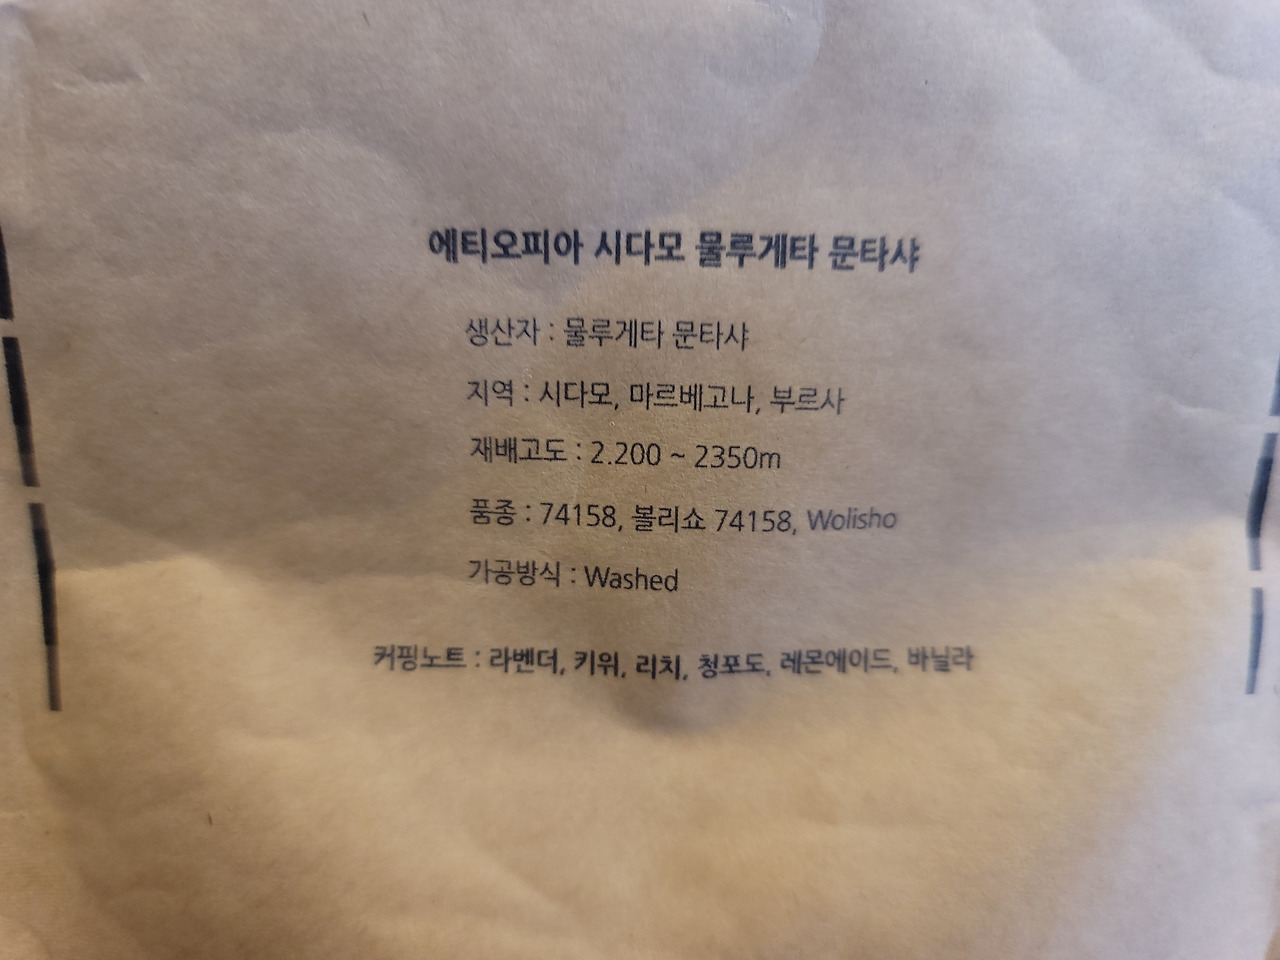 에티오피아 시다모 물루게타 문타샤
생산자 : 물루게타 문타샤
지역 : 시다모, 마르베고나, 부르사
재배고도 : 2.200 ~ 2350m
품종 : 74158, 볼리쇼 74158, Wolisho
가공방식 : Washed
커핑노트 : 라벤더, 키위, 리치, 청포도, 레몬에이드, 바닐라